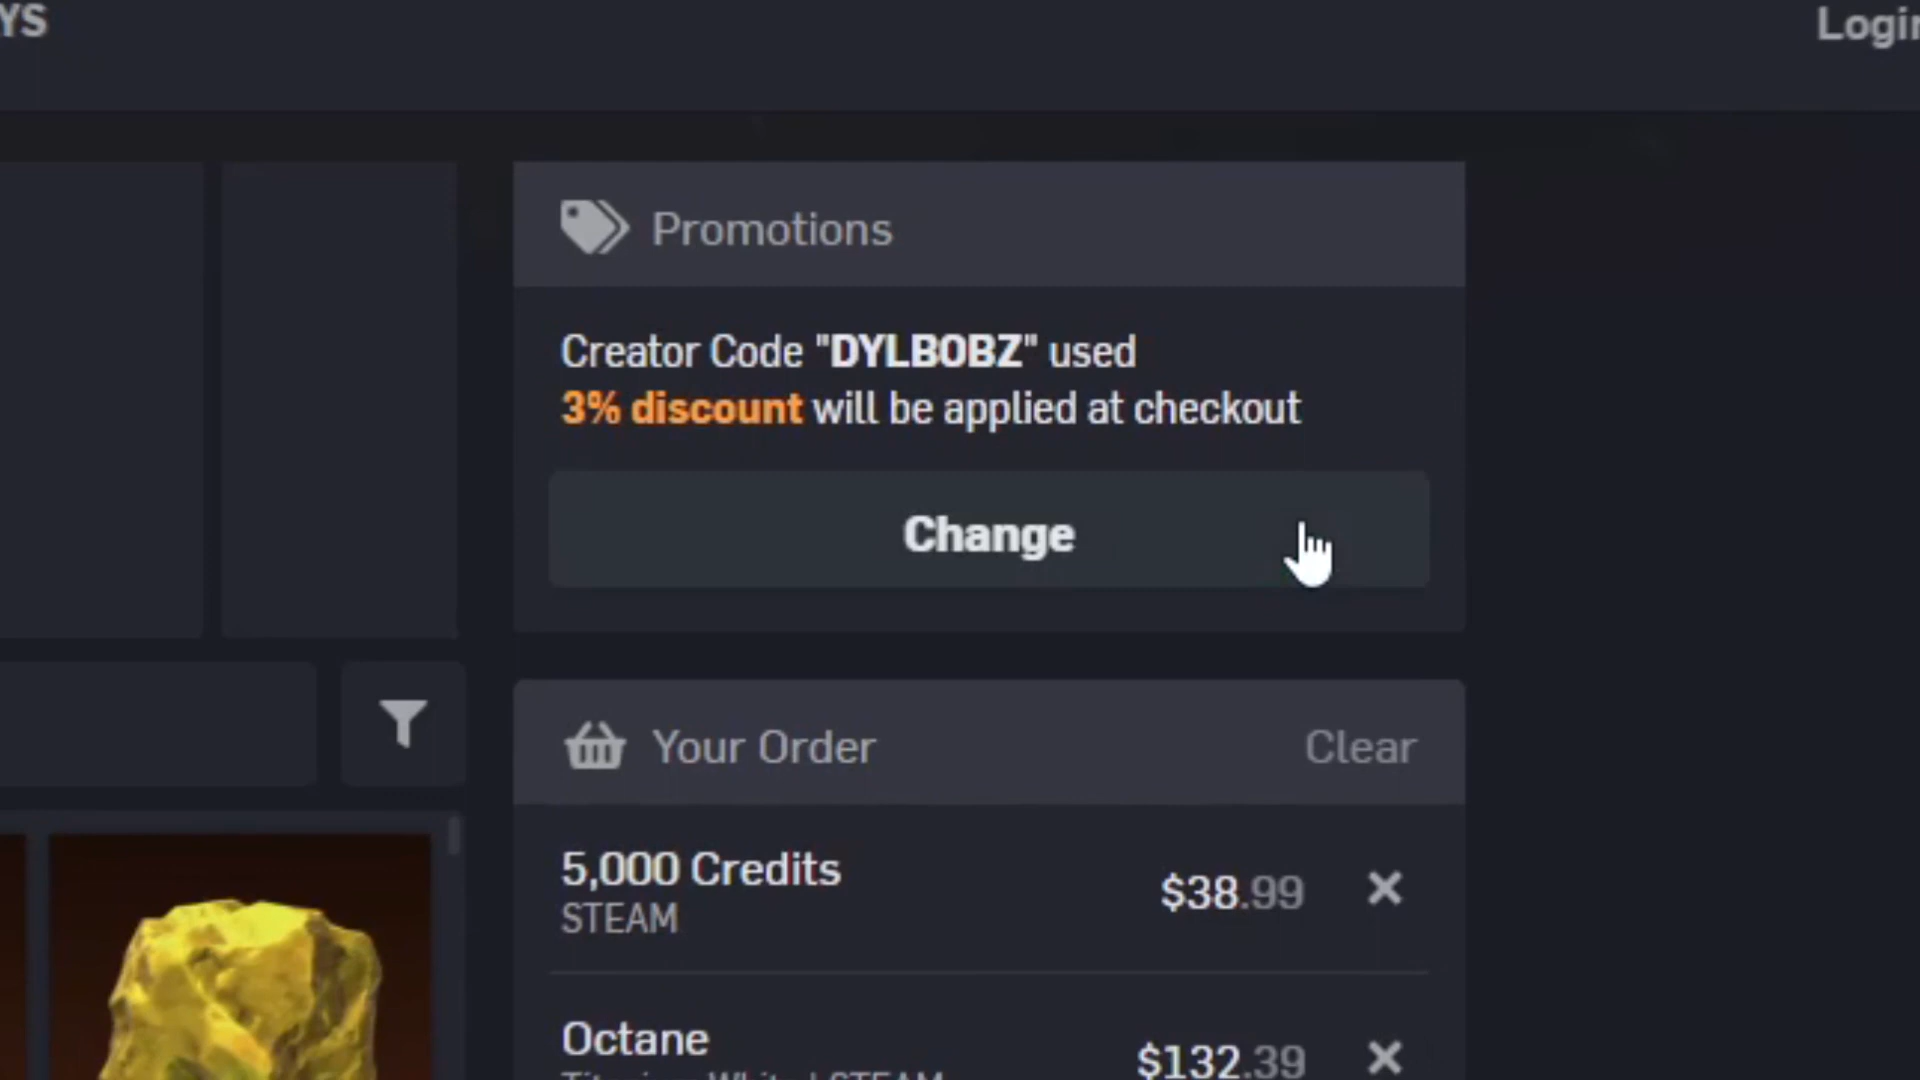 YS
Login
Promotions
Creator Code "DYLBOBZ" used
3% discount will be applied at checkout
Change
Your Order
Clear
5,000 Credits
$38.99
STEAM
Octane
$132.39